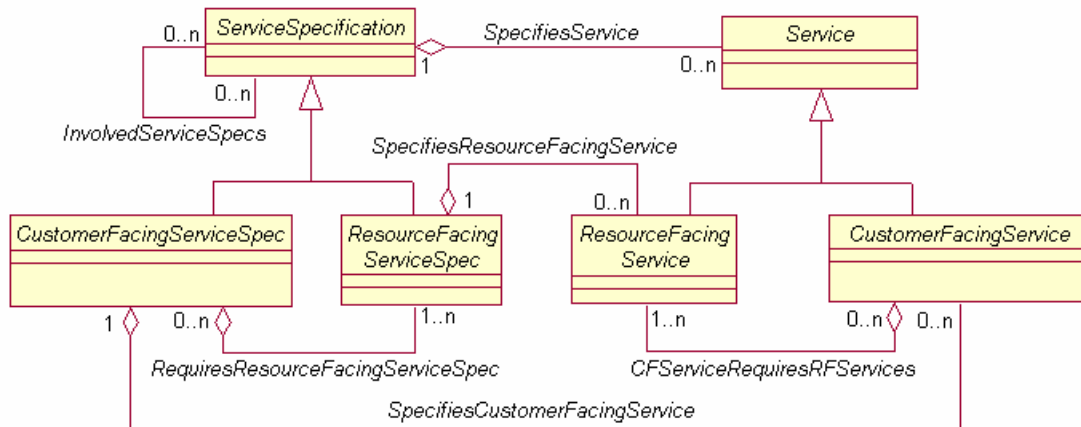 ServiceSpecification
SpecifiesService
Service
0..n
1
0..n
0..n
InvolvedServiceSpecs
SpecifiesResourceFacingService
1
0..n
CustomerFacingServiceSpec
ResourceFacing
ServiceSpec
ResourceFacing
Service
CustomerFacingService
1
0..n
1..n
1..n
0..n
0..n
RequiresResourceFacingServiceSpec
CFServiceRequiresRFServices
SpecifiesCustomerFacingService